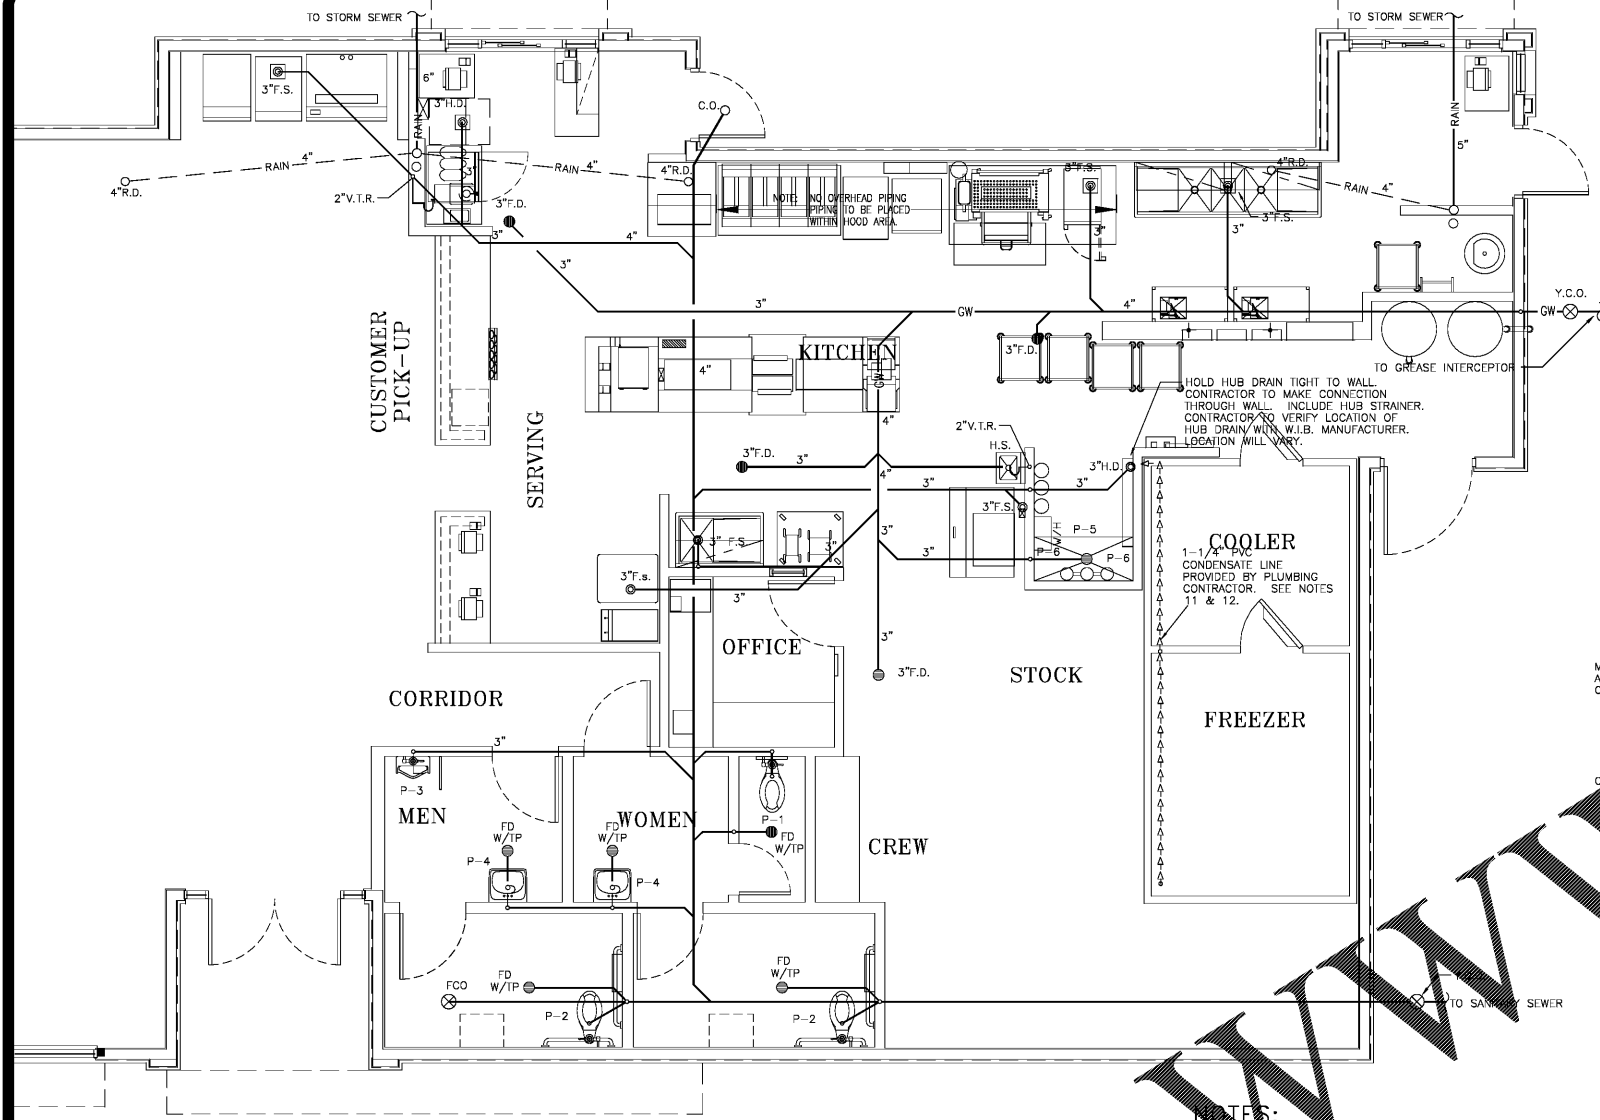 TO STORM SEWER
TO STORM SEWER
3"F.S.
6"
3"H.D.
RAIN
C.O.
RAIN
5"
RAIN 4"
4"R.D.
2"V.T.R.
3"
RAIN 4"
4"R.D.
3"F.D.
3"
4"
3"
NOTE: NO OVERHEAD PIPING
PIPING TO BE PLACED
WITHIN HOOD AREA.
3"F.S.
3"
4"R.D.
3"F.S.
3"
RAIN 4"
3"
GW
4"
GW
Y.C.O.
TO GREASE INTERCEPTOR
CUSTOMER
PICK-UP
SERVING
KITCHEN
4"
GW
4"
3"F.D.
HOLD HUB DRAIN TIGHT TO WALL.
CONTRACTOR TO MAKE CONNECTION
THROUGH WALL. INCLUDE HUB STRAINER.
CONTRACTOR TO VERIFY LOCATION OF
HUB DRAIN WITH W.I.B. MANUFACTURER.
LOCATION WILL VARY.
2"V.T.R.
H.S.
3"F.D.
3"
4"
3"
3"
3"H.D.
3"F.S.
W/H
P-5
P-6
P-6
3" F.S.
3"
3"
3"
3"F.s.
3"
3"
3"F.D.
COOLER
1-1/4" PVC
CONDENSATE LINE
PROVIDED BY PLUMBING
CONTRACTOR. SEE NOTES
11 & 12.
OFFICE
STOCK
FREEZER
CORRIDOR
3"
P-3
MEN
WOMEN
P-1
FD
W/TP
FD
W/TP
FD
W/TP
P-4
P-4
CREW
FCO
FD
W/TP
FD
W/TP
P-2
P-2
TO SANITARY SEWER
WW
NOTES: